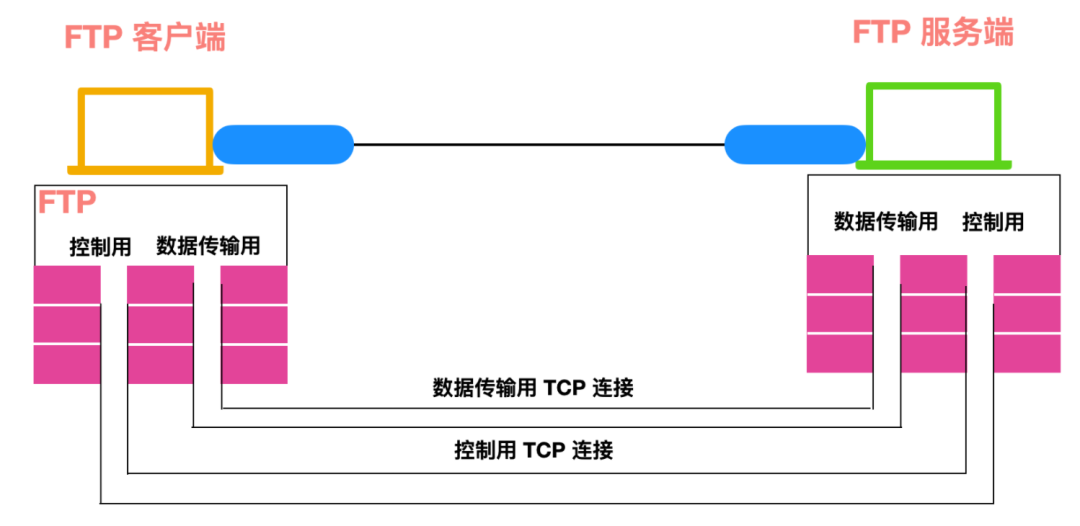 FTP 客户端
FTP 服务端
FTP
控制用
数据传输用
数据传输用
控制用
数据传输用 TCP 连接
控制用 TCP 连接